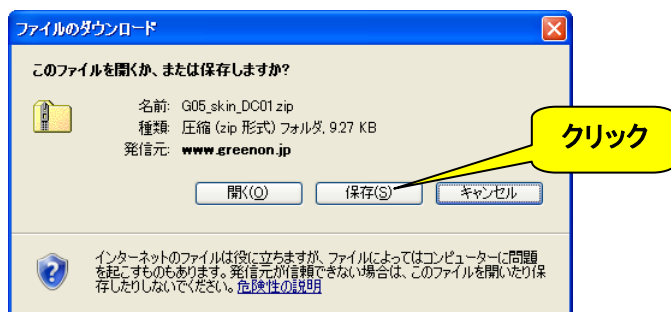 ファイルのダウンロード
このファイルを開くか、または保存しますか?
名前: G05_skin_DC01.zip
種類: 圧縮 (zip 形式) フォルダ, 9.27 KB
発信元: www.greenon.jp
クリック
開く(O) 保存(S) キャンセル
インターネットのファイルは役に立ちますが、ファイルによってはコンピューターに問題
を起こすものもあります。発信元が信頼できない場合は、このファイルを開いたり保
存したりしないでください。危険性の説明